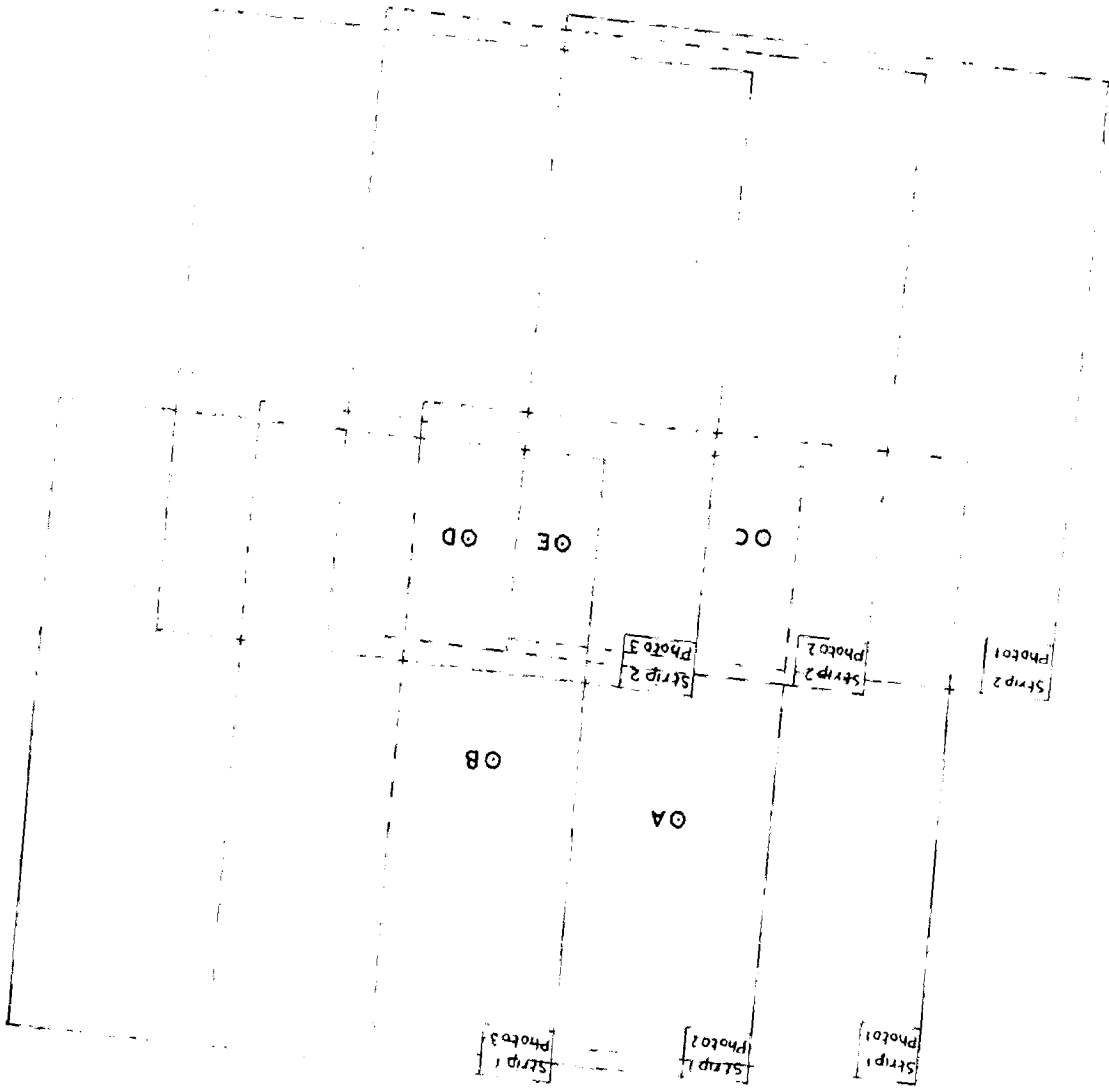 Strip 1
Photo 1
Strip 1
Photo 2
Strip 1
Photo 3
⊙A
⊙B
Strip 2
Photo 1
Strip 2
Photo 2
Strip 2
Photo 3
⊙C
⊙E
⊙D